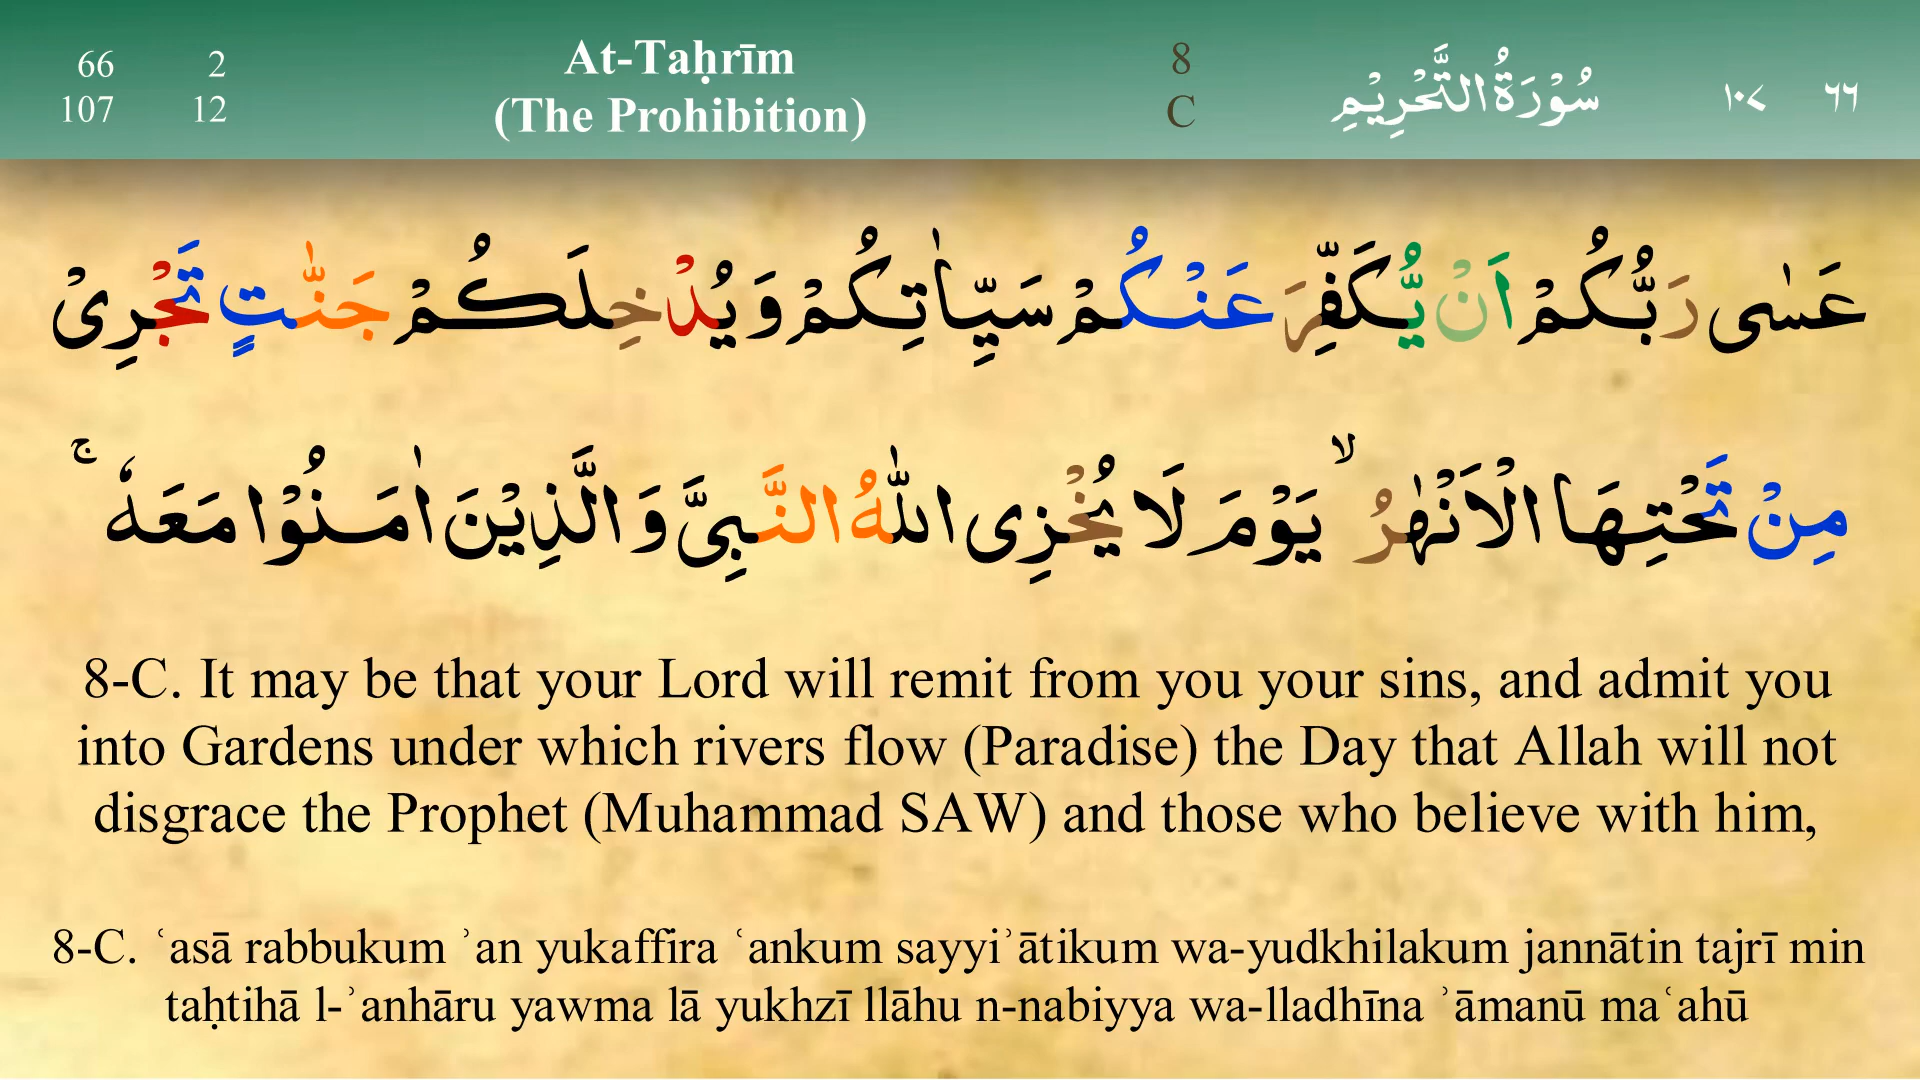 66 2
107 12
At-Taḥrīm
(The Prohibition)
8
C
سُوْرَةُ التَّحْرِيْمِ
١٠٧ ٦٦
عَسٰى رَبُّكُمْ اَنْ يُّكَفِّرَ عَنْكُمْ سَيِّاٰتِكُمْ وَيُدْخِلَكُمْ جَنّٰتٍ تَجْرِىْ
مِنْ تَحْتِهَا الْاَنْهٰرُ ۙ يَوْمَ لَا يُخْزِى اللّٰهُ النَّبِىَّ وَالَّذِيْنَ اٰمَنُوْا مَعَهٗ ۚ
8-C. It may be that your Lord will remit from you your sins, and admit you
into Gardens under which rivers flow (Paradise) the Day that Allah will not
disgrace the Prophet (Muhammad SAW) and those who believe with him,
8-C. ʿasā rabbukum ʾan yukaffira ʿankum sayyiʾātikum wa-yudkhilakum jannātin tajrī min
taḥtihā l-ʾanhāru yawma lā yukhzī llāhu n-nabiyya wa-lladhīna ʾāmanū maʿahū